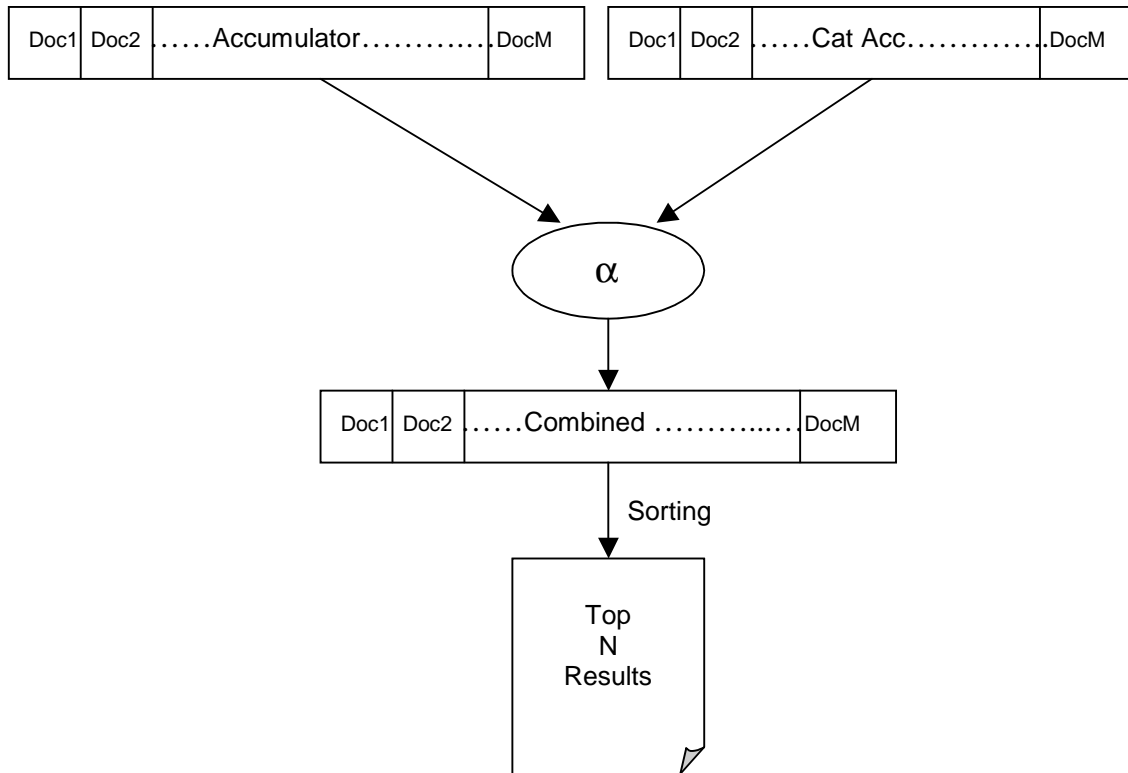 Doc1 Doc2 ……Accumulator………..….DocM
Doc1 Doc2 ……Cat Acc…………..DocM
α
Doc1 Doc2 ……Combined ………...….DocM
Sorting
Top
N
Results